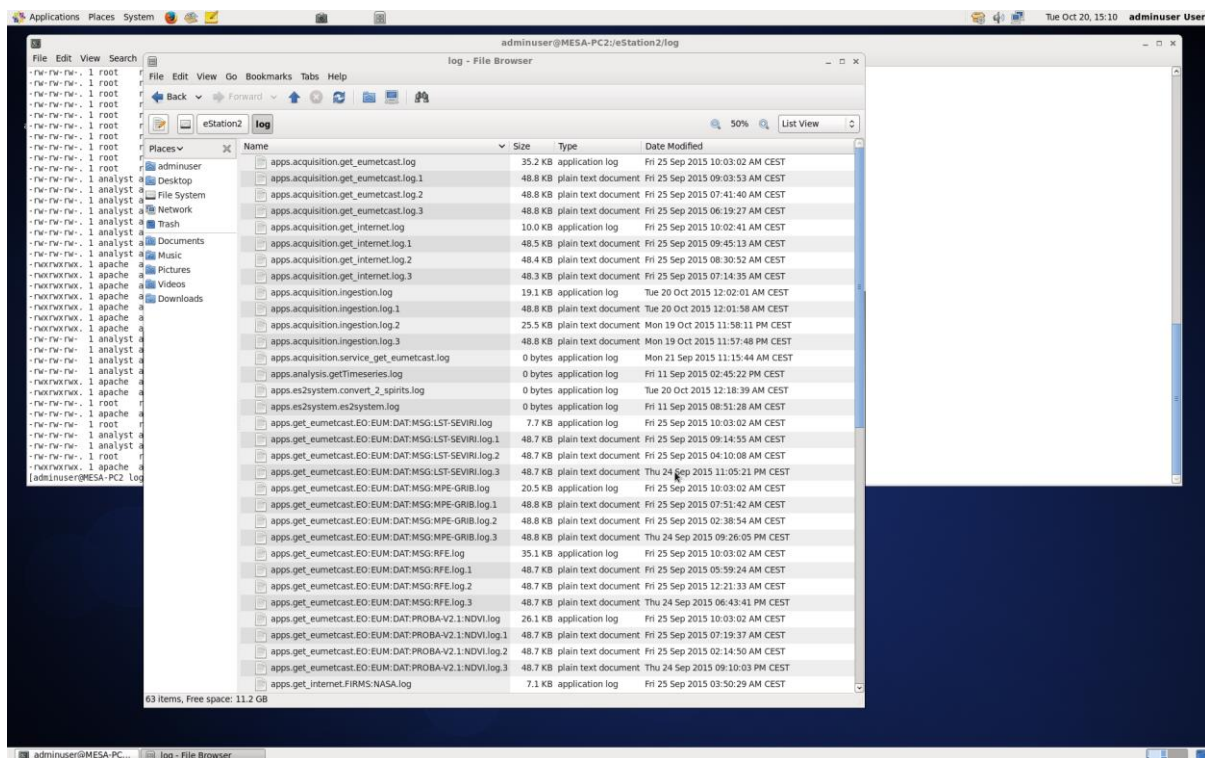 Applications Places System Tue Oct 20, 15:10 adminuser User
adminuser@MESA-PC2:/eStation2/log
File Edit View Search
log - File Browser
File Edit View Go Bookmarks Tabs Help
Back Forward
eStation2 log 50% List View
Places
adminuser
Desktop
File System
Network
Trash
Documents
Music
Pictures
Videos
Downloads
Name Size Type Date Modified
apps.acquisition.get_eumetcast.log 35.2 KB application log Fri 25 Sep 2015 10:03:02 AM CEST
apps.acquisition.get_eumetcast.log.1 48.8 KB plain text document Fri 25 Sep 2015 09:03:53 AM CEST
apps.acquisition.get_eumetcast.log.2 48.8 KB plain text document Fri 25 Sep 2015 07:41:40 AM CEST
apps.acquisition.get_eumetcast.log.3 48.8 KB plain text document Fri 25 Sep 2015 06:19:27 AM CEST
apps.acquisition.get_internet.log 10.0 KB application log Fri 25 Sep 2015 10:02:41 AM CEST
apps.acquisition.get_internet.log.1 48.5 KB plain text document Fri 25 Sep 2015 09:45:13 AM CEST
apps.acquisition.get_internet.log.2 48.4 KB plain text document Fri 25 Sep 2015 08:30:52 AM CEST
apps.acquisition.get_internet.log.3 48.3 KB plain text document Fri 25 Sep 2015 07:14:35 AM CEST
apps.acquisition.ingestion.log 19.1 KB application log Tue 20 Oct 2015 12:02:01 AM CEST
apps.acquisition.ingestion.log.1 48.8 KB plain text document Tue 20 Oct 2015 12:01:58 AM CEST
apps.acquisition.ingestion.log.2 25.5 KB plain text document Mon 19 Oct 2015 11:58:11 PM CEST
apps.acquisition.ingestion.log.3 48.8 KB plain text document Mon 19 Oct 2015 11:57:48 PM CEST
apps.acquisition.service_get_eumetcast.log 0 bytes application log Mon 21 Sep 2015 11:15:44 AM CEST
apps.analysis.getTimeseries.log 0 bytes application log Fri 11 Sep 2015 02:45:22 PM CEST
apps.es2system.convert_2_spirits.log 0 bytes application log Tue 20 Oct 2015 12:18:39 AM CEST
apps.es2system.es2system.log 0 bytes application log Fri 11 Sep 2015 08:51:28 AM CEST
apps.get_eumetcast.EO:EUM:DAT:MSG:LST-SEVIRI.log 7.7 KB application log Fri 25 Sep 2015 10:03:02 AM CEST
apps.get_eumetcast.EO:EUM:DAT:MSG:LST-SEVIRI.log.1 48.7 KB plain text document Fri 25 Sep 2015 09:14:55 AM CEST
apps.get_eumetcast.EO:EUM:DAT:MSG:LST-SEVIRI.log.2 48.7 KB plain text document Fri 25 Sep 2015 04:10:08 AM CEST
apps.get_eumetcast.EO:EUM:DAT:MSG:LST-SEVIRI.log.3 48.7 KB plain text document Thu 24 Sep 2015 11:05:21 PM CEST
apps.get_eumetcast.EO:EUM:DAT:MSG:MPE-GRIB.log 20.5 KB application log Fri 25 Sep 2015 10:03:02 AM CEST
apps.get_eumetcast.EO:EUM:DAT:MSG:MPE-GRIB.log.1 48.8 KB plain text document Fri 25 Sep 2015 07:51:42 AM CEST
apps.get_eumetcast.EO:EUM:DAT:MSG:MPE-GRIB.log.2 48.8 KB plain text document Fri 25 Sep 2015 02:38:54 AM CEST
apps.get_eumetcast.EO:EUM:DAT:MSG:MPE-GRIB.log.3 48.8 KB plain text document Thu 24 Sep 2015 09:26:05 PM CEST
apps.get_eumetcast.EO:EUM:DAT:MSG:RFE.log 35.1 KB application log Fri 25 Sep 2015 10:03:02 AM CEST
apps.get_eumetcast.EO:EUM:DAT:MSG:RFE.log.1 48.7 KB plain text document Fri 25 Sep 2015 05:59:24 AM CEST
apps.get_eumetcast.EO:EUM:DAT:MSG:RFE.log.2 48.7 KB plain text document Fri 25 Sep 2015 12:21:33 AM CEST
apps.get_eumetcast.EO:EUM:DAT:MSG:RFE.log.3 48.7 KB plain text document Thu 24 Sep 2015 06:43:41 PM CEST
apps.get_eumetcast.EO:EUM:DAT:PROBA-V2.1:NDVI.log 26.1 KB application log Fri 25 Sep 2015 10:03:02 AM CEST
apps.get_eumetcast.EO:EUM:DAT:PROBA-V2.1:NDVI.log.1 48.7 KB plain text document Fri 25 Sep 2015 07:19:37 AM CEST
apps.get_eumetcast.EO:EUM:DAT:PROBA-V2.1:NDVI.log.2 48.7 KB plain text document Fri 25 Sep 2015 02:14:50 AM CEST
apps.get_eumetcast.EO:EUM:DAT:PROBA-V2.1:NDVI.log.3 48.7 KB plain text document Thu 24 Sep 2015 09:10:03 PM CEST
apps.get_internet.FIRMS:NASA.log 7.1 KB application log Fri 25 Sep 2015 03:50:29 AM CEST
63 items, Free space: 11.2 GB
[adminuser@MESA-PC2 log
adminuser@MESA-PC... log - File Browser